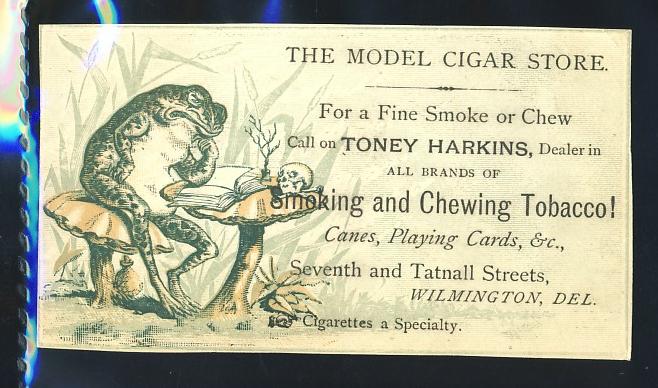 THE MODEL CIGAR STORE.
For a Fine Smoke or Chew
Call on TONEY HARKINS, Dealer in
ALL BRANDS OF
Smoking and Chewing Tobacco!
Canes, Playing Cards, &c.,
Seventh and Tatnall Streets,
WILMINGTON, DEL.
Cigarettes a Specialty.